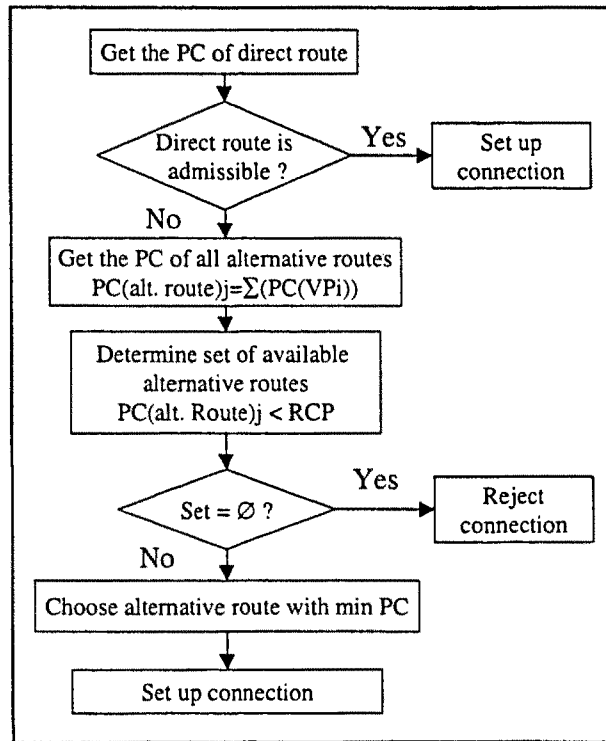 Get the PC of direct route
Direct route is
admissible ?
Yes
Set up
connection
No
Get the PC of all alternative routes
PC(alt. route)j=∑(PC(VPi))
Determine set of available
alternative routes
PC(alt. Route)j < RCP
Set = ∅ ?
Yes
Reject
connection
No
Choose alternative route with min PC
Set up connection